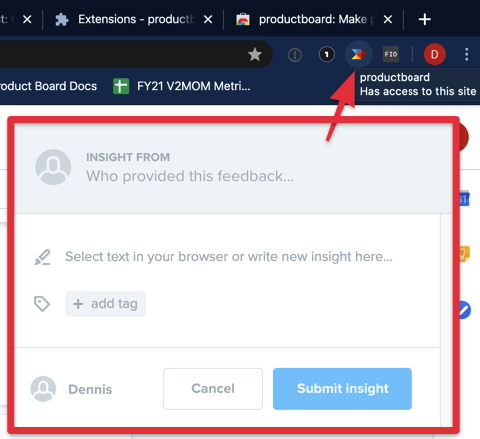 Extensions - productb
productboard: Make p
1
FIO
D
roduct Board Docs
FY21 V2MOM Metri...
productboard
Has access to this site
INSIGHT FROM
Who provided this feedback...
Select text in your browser or write new insight here...
+ add tag
Dennis
Cancel
Submit insight